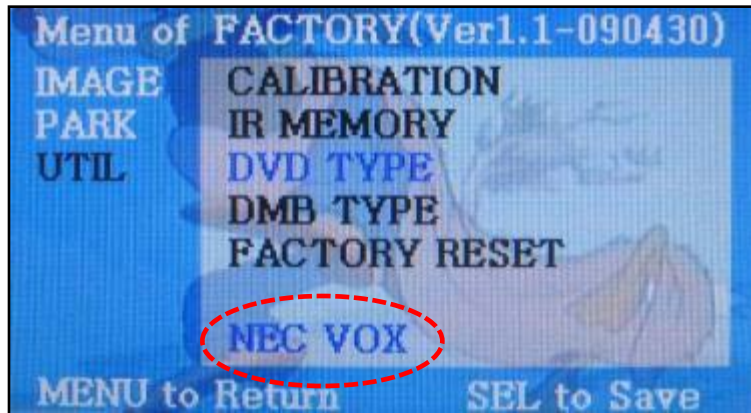 Menu of FACTORY(Ver1.1-090430)
IMAGE CALIBRATION
PARK IR MEMORY
UTIL DVD TYPE
DMB TYPE
FACTORY RESET
NEC VOX
MENU to Return SEL to Save